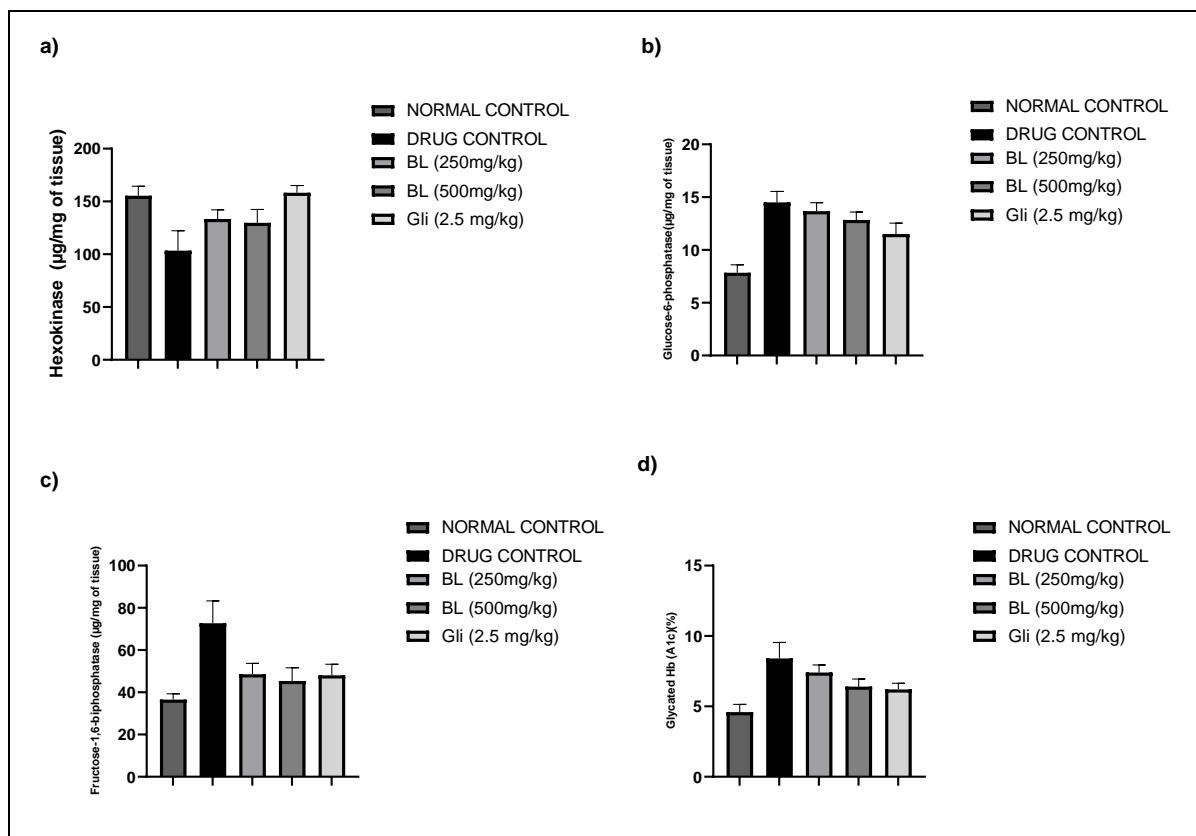 a)
NORMAL CONTROL
DRUG CONTROL
BL (250mg/kg)
BL (500mg/kg)
Gli (2.5 mg/kg)
Hexokinase (µg/mg of tissue)
200
150
100
50
0
b)
NORMAL CONTROL
DRUG CONTROL
BL (250mg/kg)
BL (500mg/kg)
Gli (2.5 mg/kg)
Glucose-6-phosphatase(µg/mg of tissue)
20
15
10
5
0
c)
NORMAL CONTROL
DRUG CONTROL
BL (250mg/kg)
BL (500mg/kg)
Gli (2.5 mg/kg)
Fructose-1,6-biphosphatase (µg/mg of tissue)
100
80
60
40
20
0
d)
NORMAL CONTROL
DRUG CONTROL
BL (250mg/kg)
BL (500mg/kg)
Gli (2.5 mg/kg)
Glycated Hb (A1c)(%)
15
10
5
0